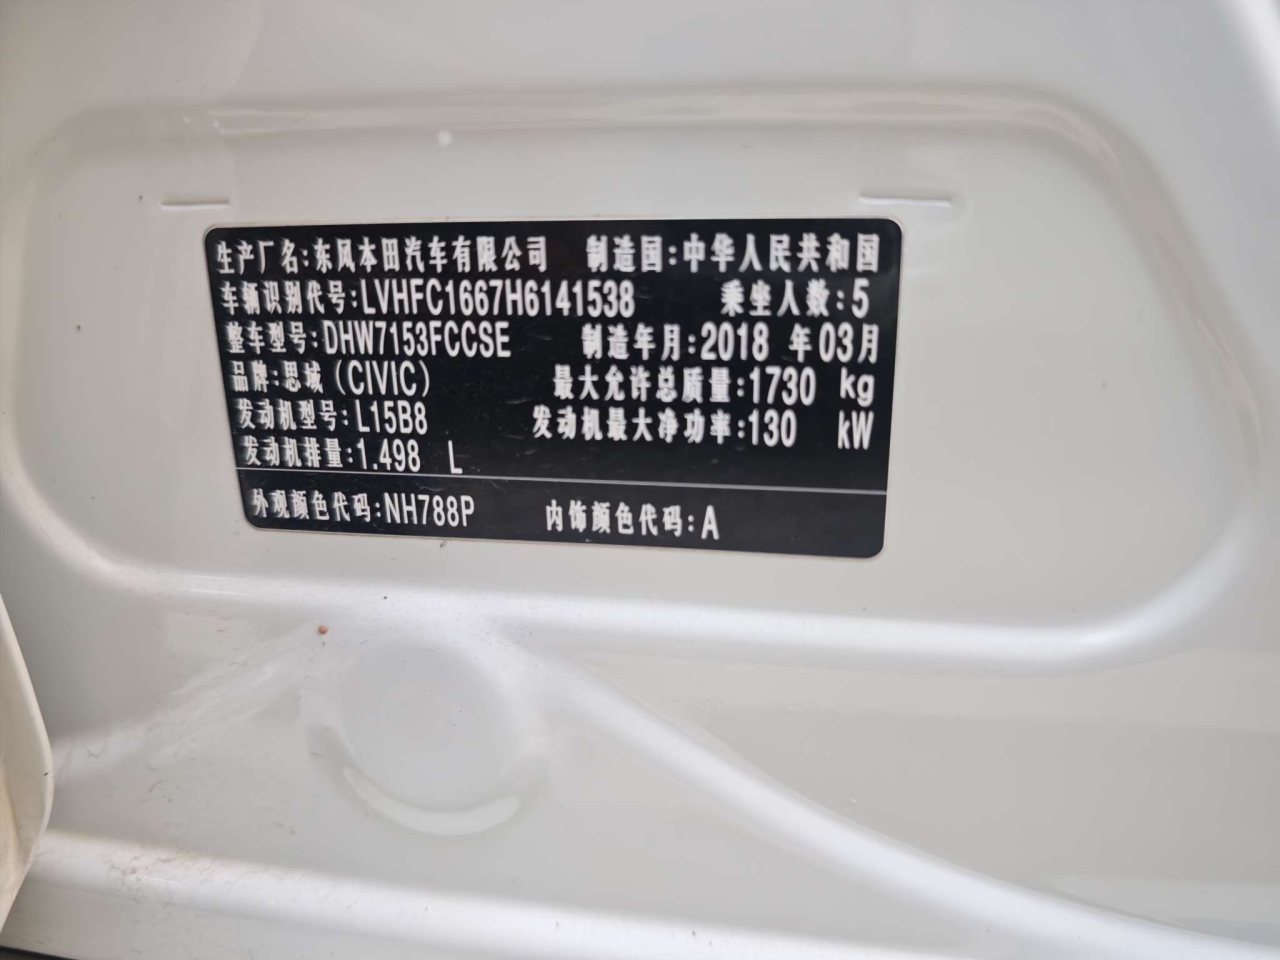 生产厂名:东风本田汽车有限公司 制造国:中华人民共和国
车辆识别代号:LVHFC1667H6141538 乘坐人数:5
整车型号:DHW7153FCCSE 制造年月:2018 年 03月
品牌:思域(CIVIC) 最大允许总质量:1730 kg
发动机型号:L15B8 发动机最大净功率:130 kW
发动机排量:1.498 L
外观颜色代码:NH788P 内饰颜色代码:A